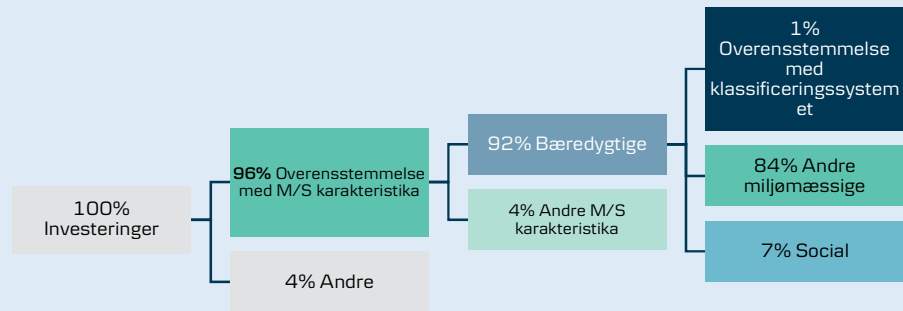 100%
Investeringer
96% Overensstemmelse
med M/S karakteristika
4% Andre
92% Bæredygtige
4% Andre M/S
karakteristika
1%
Overensstemmelse
med
klassificeringssystem
et
84% Andre
miljømæssige
7% Social